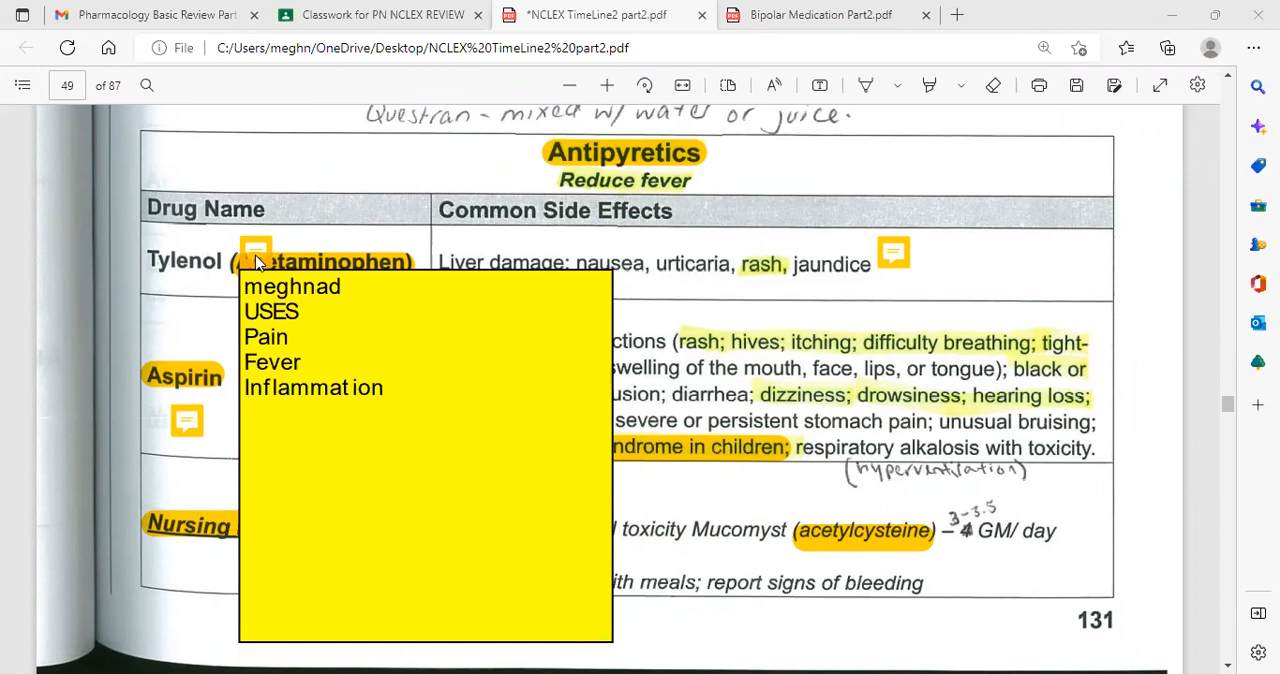 Pharmacology Basic Review Part
Classwork for PN NCLEX REVIEW
*NCLEX TimeLine2 part2.pdf
Bipolar Medication Part2.pdf
File
C:/Users/meghn/OneDrive/Desktop/NCLEX%20TimeLine2%20part2.pdf
49 of 87
Questran - mixed w/ water or juice.
Antipyretics
Reduce fever
Drug Name
Common Side Effects
Tylenol (Acetaminophen)
Liver damage: nausea, urticaria, rash, jaundice
meghnad
USES
Pain
Fever
Inflammation
Aspirin
ctions (rash; hives; itching; difficulty breathing; tight-
swelling of the mouth, face, lips, or tongue); black or
usion; diarrhea; dizziness; drowsiness; hearing loss;
severe or persistent stomach pain; unusual bruising;
ndrome in children; respiratory alkalosis with toxicity.
(hyperventilation)
Nursing
3-3.5
toxicity Mucomyst (acetylcysteine) – 4 GM/ day
ith meals; report signs of bleeding
131